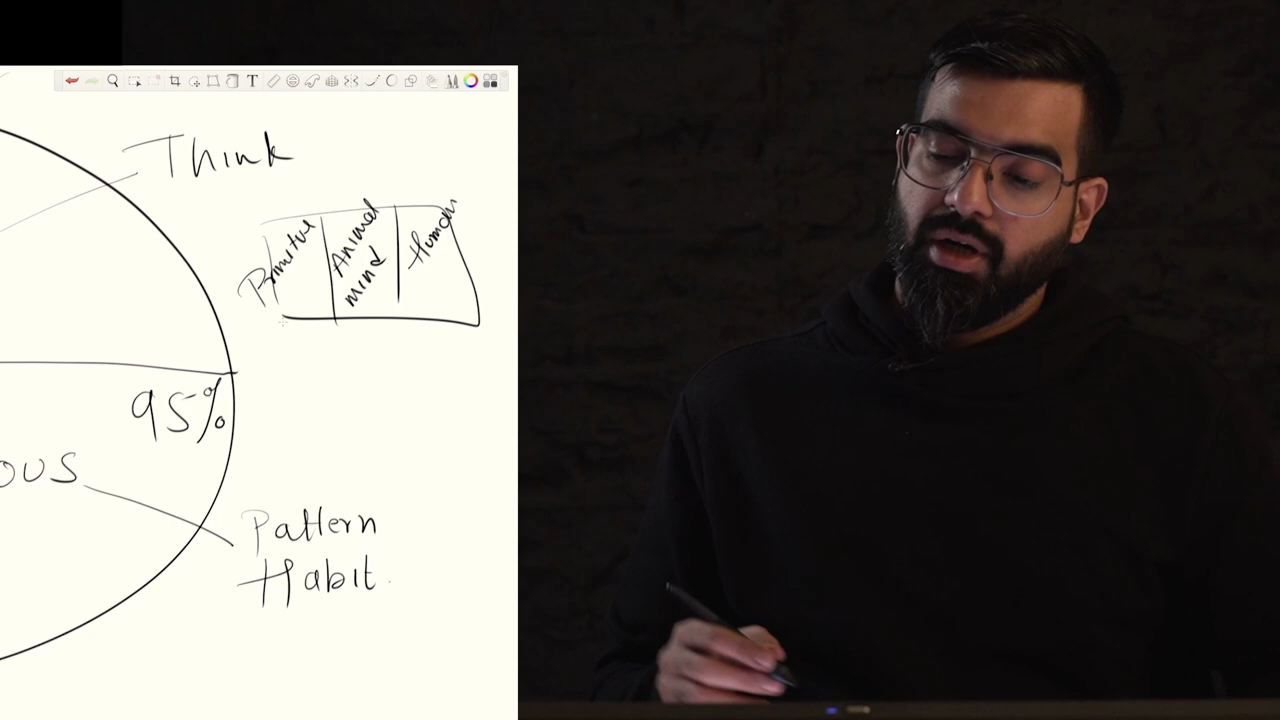 Think
Primitive
Animal
mind
Human
95%
OUS
Pattern
Habit